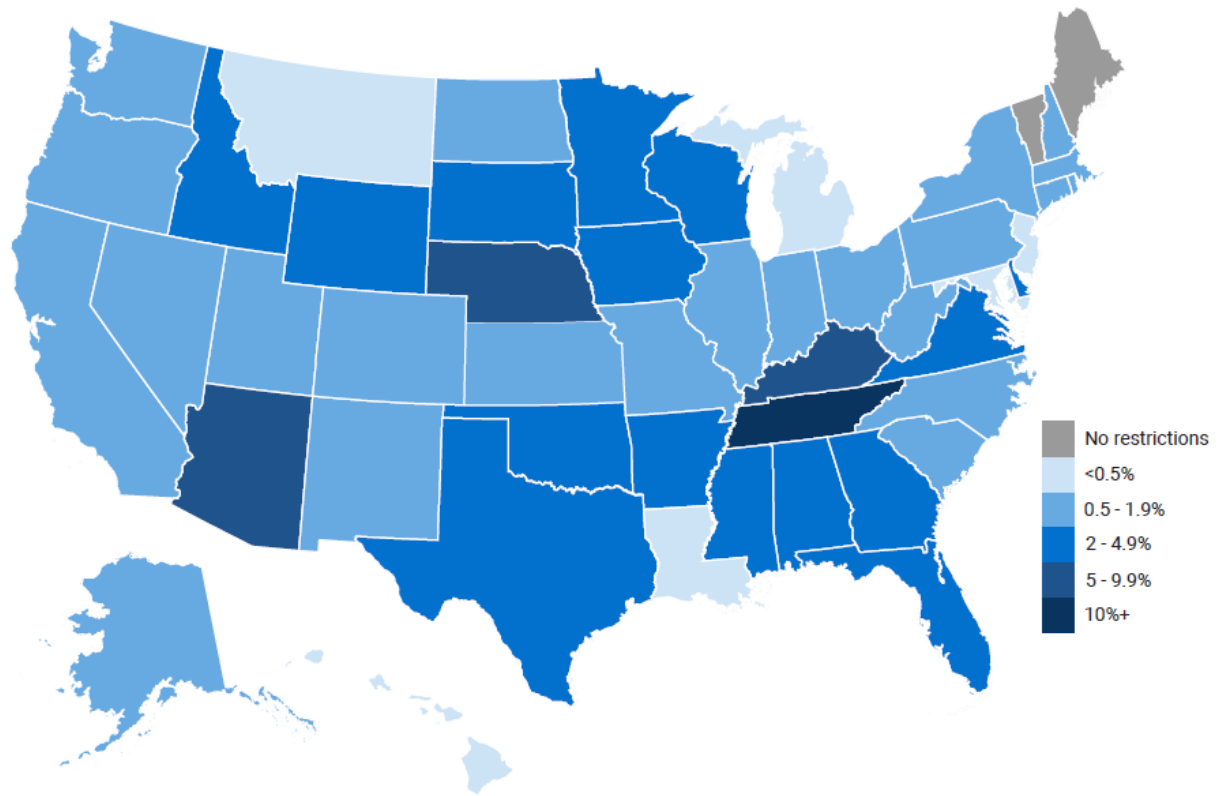 No restrictions
<0.5%
0.5 - 1.9%
2 - 4.9%
5 - 9.9%
10%+